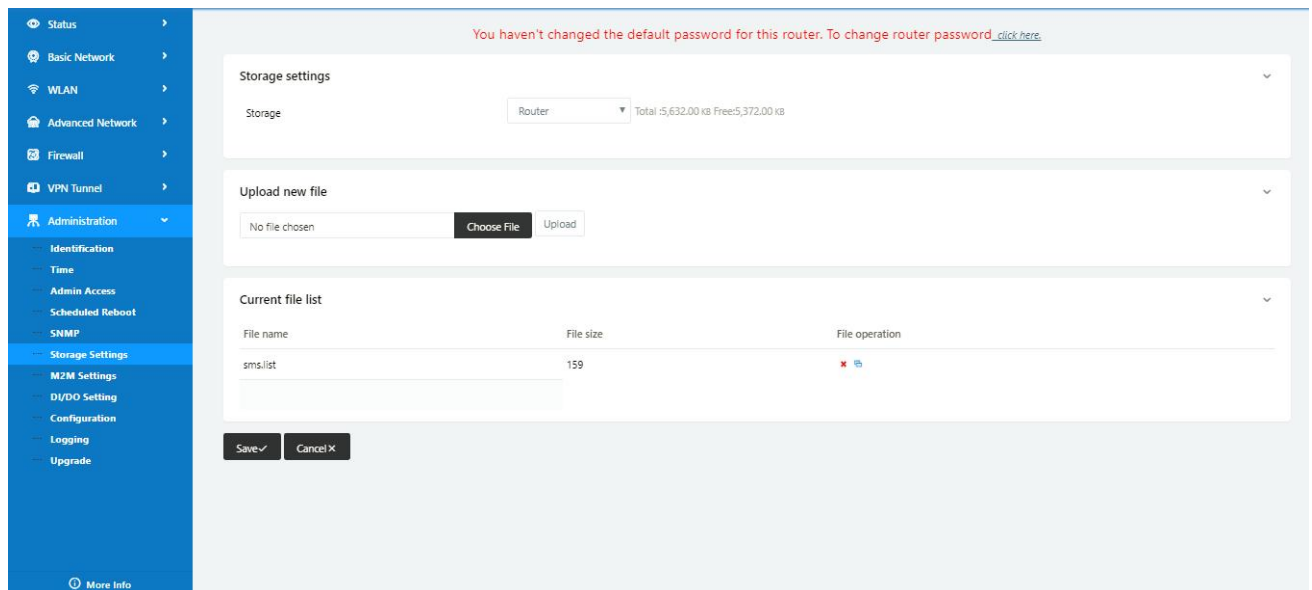 Status
Basic Network
WLAN
Advanced Network
Firewall
VPN Tunnel
Administration
Identification
Time
Admin Access
Scheduled Reboot
SNMP
Storage Settings
M2M Settings
DI/DO Setting
Configuration
Logging
Upgrade
More Info
You haven't changed the default password for this router. To change router password click here.
Storage settings
Storage Router Total :5,632.00 KB Free:5,372.00 KB
Upload new file
No file chosen Choose File Upload
Current file list
File name File size File operation
sms.list 159
Save Cancel